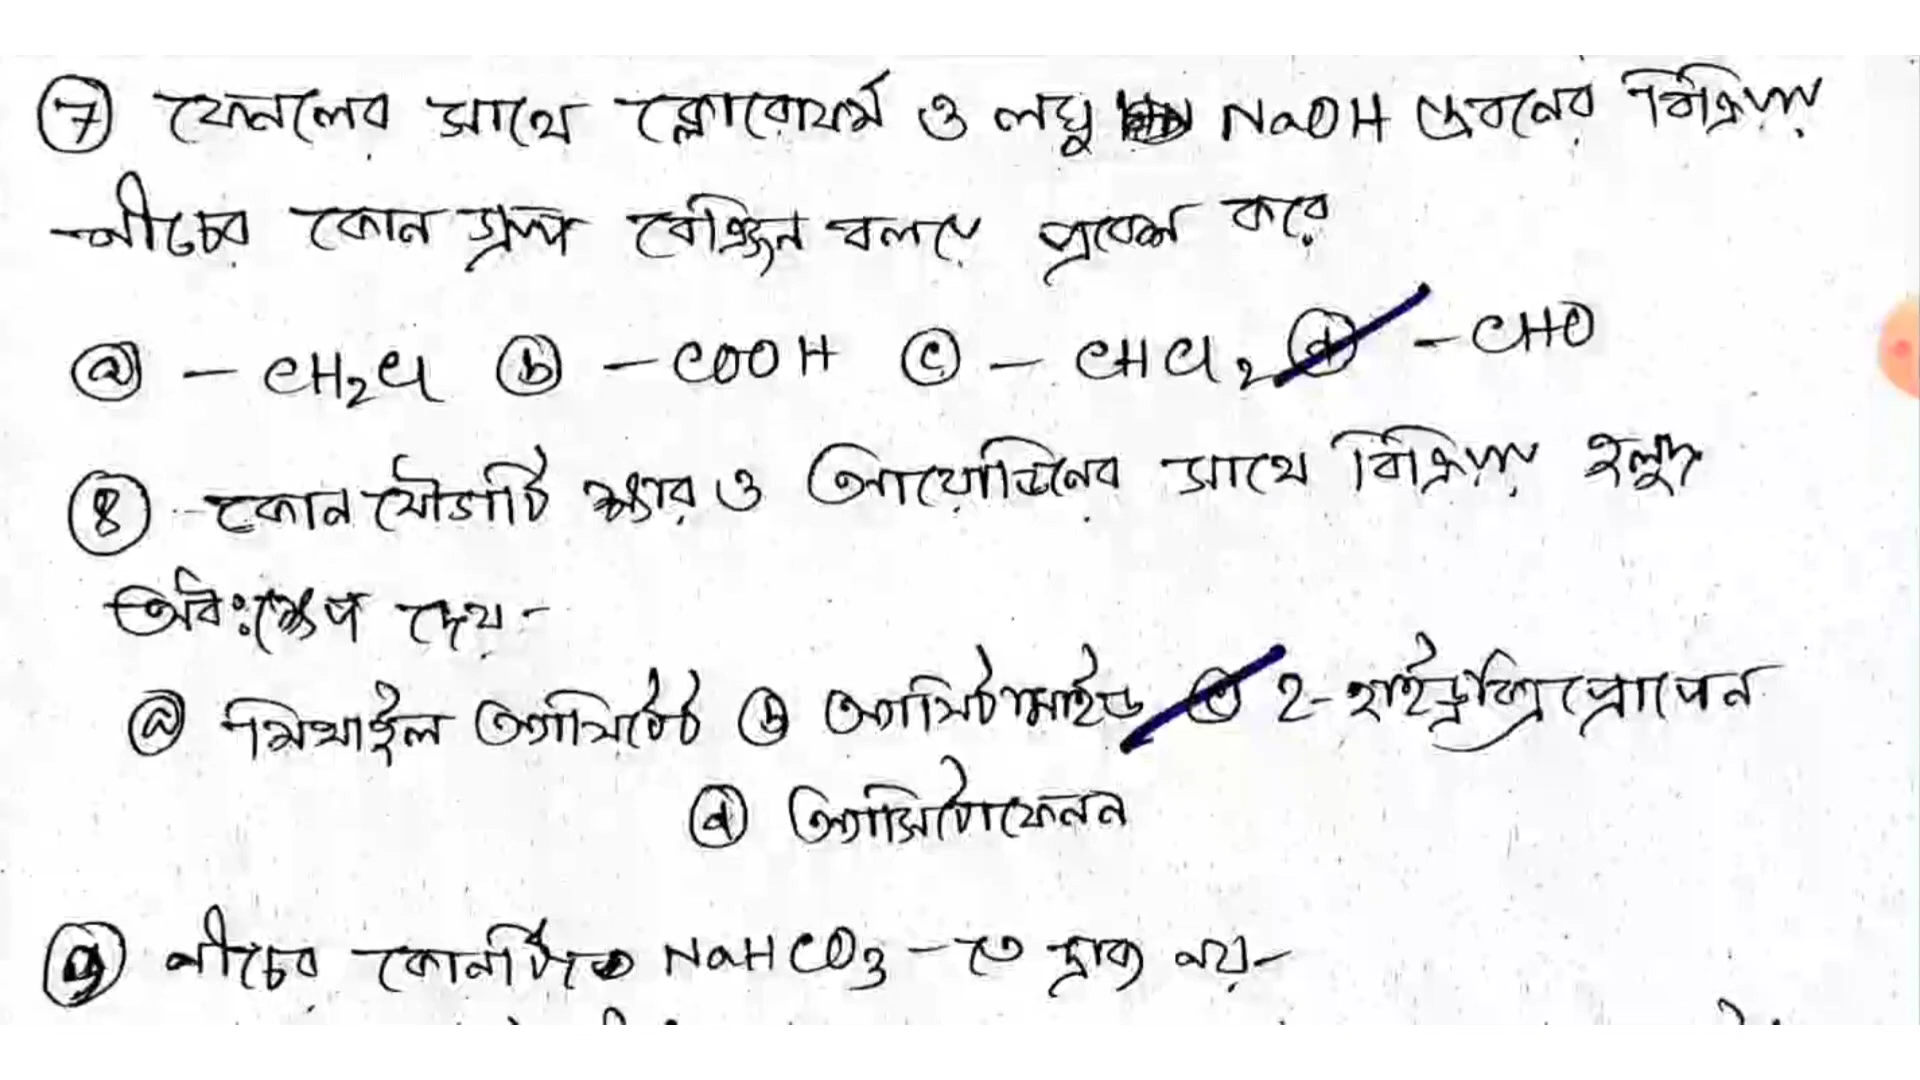 ⑦ ফেনলের সাথে ক্লোরোফর্ম ও লঘু NaOH দ্রবনের বিক্রিয়ায়
নীচের কোন গ্রুপ বেঞ্জিন বলয়ে প্রবেশ করে
ⓐ - CH₂Cl ⓑ - COOH ⓒ - CHCl₂ ⓓ - CHO
⑧ কোন যৌগটি ক্ষার ও আয়োডিনের সাথে বিক্রিয়ায় হলুদ
অধঃক্ষেপ দেয় -
ⓐ মিথাইল অ্যাসিটেট ⓑ অ্যাসিটামাইড ⓒ 2-হাইড্রক্সিপ্রোপেন
ⓓ অ্যাসিটোফেনন
⑨ নীচের কোনটি NaHCO₃ - তে দ্রাব্য নয় -